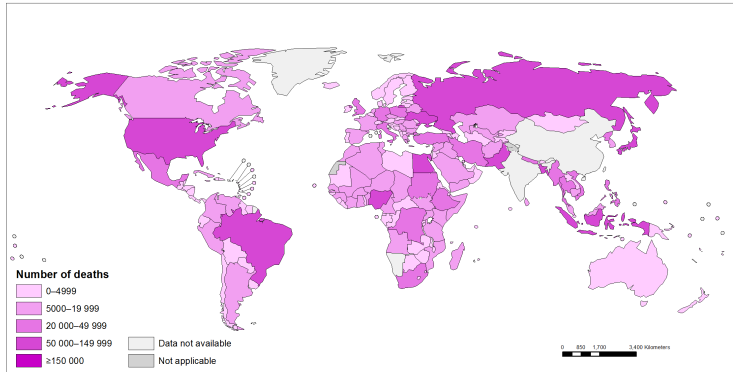 Number of deaths
0–4999
5000–19 999
20 000–49 999
50 000–149 999
≥150 000
Data not available
Not applicable
0 850 1,700 3,400 Kilometers